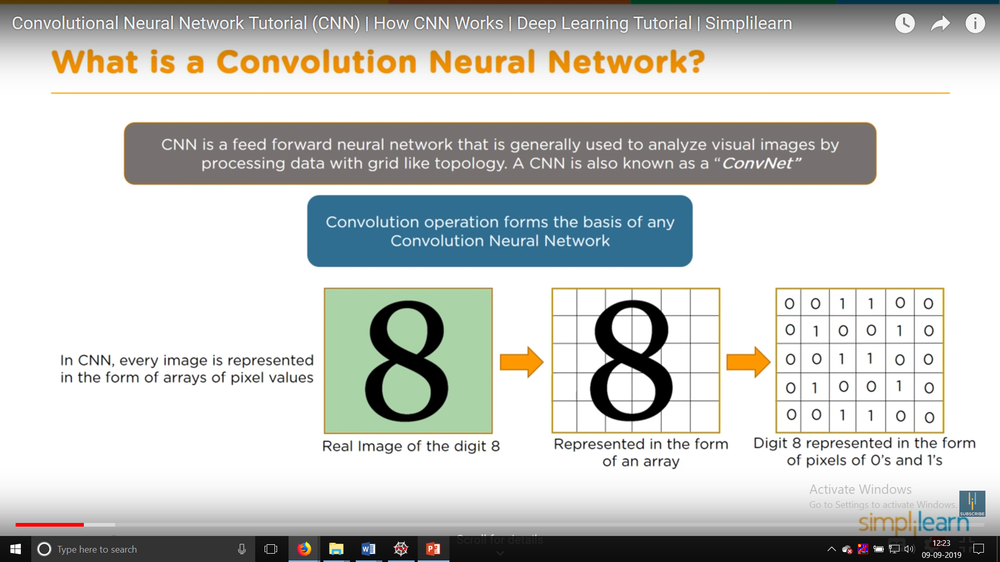 Convolutional Neural Network Tutorial (CNN) | How CNN Works | Deep Learning Tutorial | Simplilearn
What is a Convolution Neural Network?
CNN is a feed forward neural network that is generally used to analyze visual images by
processing data with grid like topology. A CNN is also known as a “ConvNet”
Convolution operation forms the basis of any
Convolution Neural Network
In CNN, every image is represented
in the form of arrays of pixel values
8
Real Image of the digit 8
8
Represented in the form
of an array
0 0 1 1 0 0
0 1 0 0 1 0
0 0 1 1 0 0
0 1 0 0 1 0
0 0 1 1 0 0
Digit 8 represented in the form
of pixels of 0's and 1's
Activate Windows
Go to Settings to activate Windows.
SUBSCRIBE
simplilearn
Scroll for details
Type here to search
12:23
09-09-2019